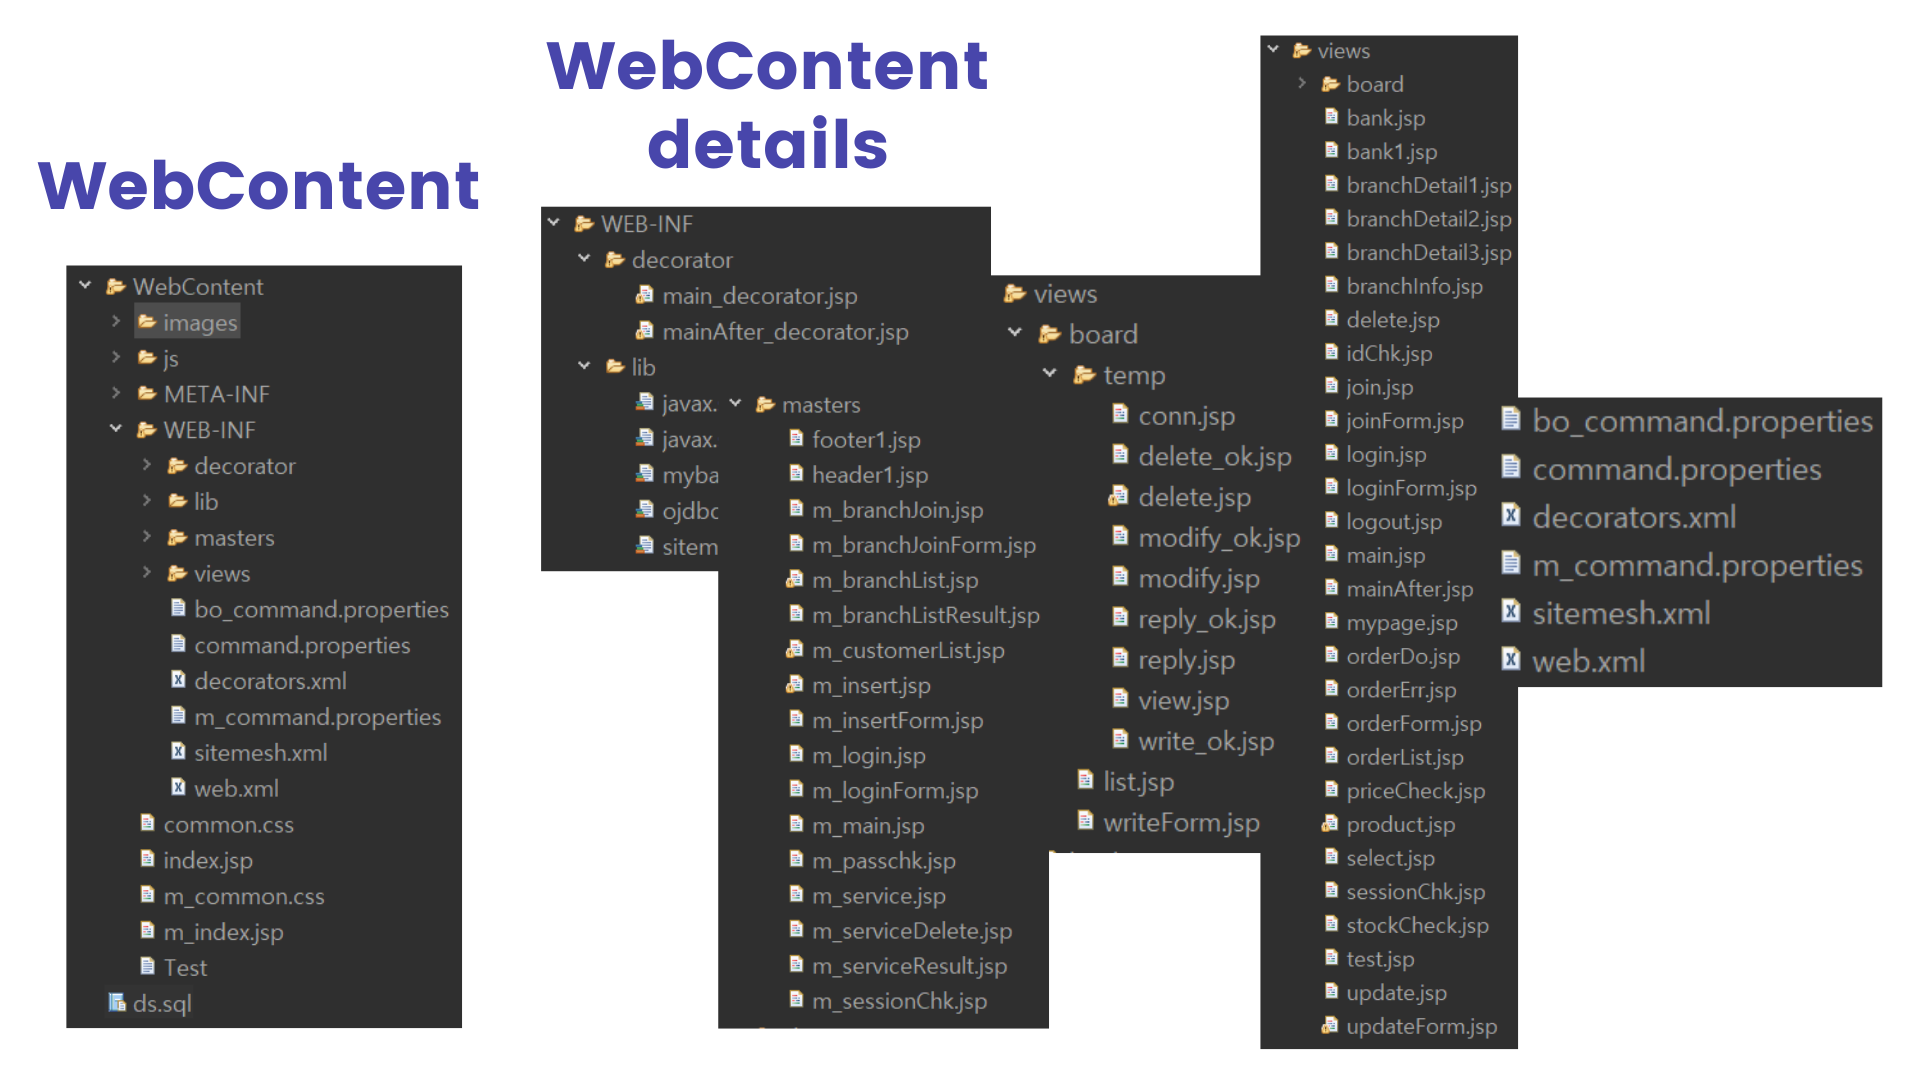 WebContent
WebContent
images
js
META-INF
WEB-INF
decorator
lib
masters
views
bo_command.properties
command.properties
decorators.xml
m_command.properties
sitemesh.xml
web.xml
common.css
index.jsp
m_common.css
m_index.jsp
Test
ds.sql
WebContent
details
WEB-INF
decorator
main_decorator.jsp
mainAfter_decorator.jsp
lib
javax.
javax.
myba
ojdbc
sitem
masters
footer1.jsp
header1.jsp
m_branchJoin.jsp
m_branchJoinForm.jsp
m_branchList.jsp
m_branchListResult.jsp
m_customerList.jsp
m_insert.jsp
m_insertForm.jsp
m_login.jsp
m_loginForm.jsp
m_main.jsp
m_passchk.jsp
m_service.jsp
m_serviceDelete.jsp
m_serviceResult.jsp
m_sessionChk.jsp
views
board
temp
conn.jsp
delete_ok.jsp
delete.jsp
modify_ok.jsp
modify.jsp
reply_ok.jsp
reply.jsp
view.jsp
write_ok.jsp
list.jsp
writeForm.jsp
views
board
bank.jsp
bank1.jsp
branchDetail1.jsp
branchDetail2.jsp
branchDetail3.jsp
branchInfo.jsp
delete.jsp
idChk.jsp
join.jsp
joinForm.jsp
login.jsp
loginForm.jsp
logout.jsp
main.jsp
mainAfter.jsp
mypage.jsp
orderDo.jsp
orderErr.jsp
orderForm.jsp
orderList.jsp
priceCheck.jsp
product.jsp
select.jsp
sessionChk.jsp
stockCheck.jsp
test.jsp
update.jsp
updateForm.jsp
bo_command.properties
command.properties
decorators.xml
m_command.properties
sitemesh.xml
web.xml